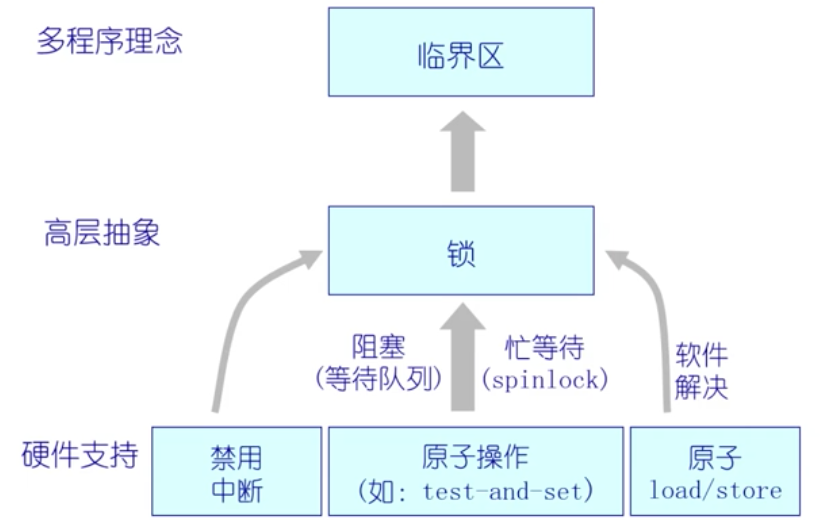 多程序理念
临界区
高层抽象
锁
阻塞
(等待队列)
忙等待
(spinlock)
软件
解决
硬件支持
禁用
中断
原子操作
(如: test-and-set)
原子
load/store